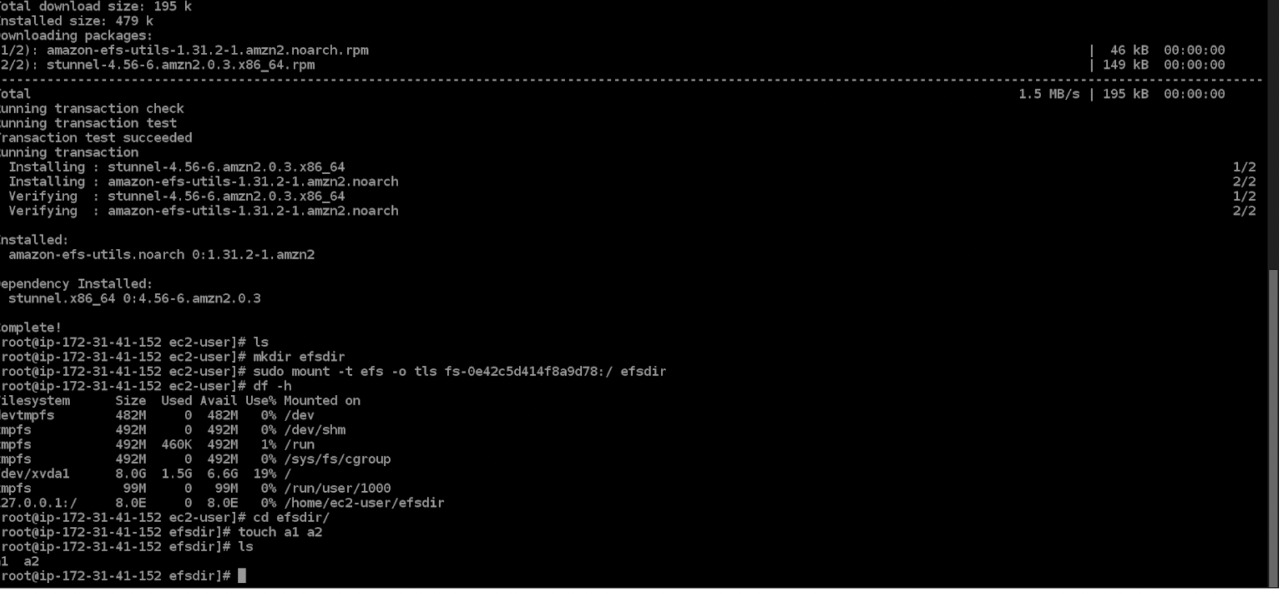 otal download size: 195 k
nstalled size: 479 k
ownloading packages:
1/2): amazon-efs-utils-1.31.2-1.amzn2.noarch.rpm | 46 kB 00:00:00
2/2): stunnel-4.56-6.amzn2.0.3.x86_64.rpm | 149 kB 00:00:00
--------------------------------------------------------------------------------
otal 1.5 MB/s | 195 kB 00:00:00
unning transaction check
unning transaction test
ransaction test succeeded
unning transaction
Installing : stunnel-4.56-6.amzn2.0.3.x86_64 1/2
Installing : amazon-efs-utils-1.31.2-1.amzn2.noarch 2/2
Verifying : stunnel-4.56-6.amzn2.0.3.x86_64 1/2
Verifying : amazon-efs-utils-1.31.2-1.amzn2.noarch 2/2
nstalled:
amazon-efs-utils.noarch 0:1.31.2-1.amzn2
ependency Installed:
stunnel.x86_64 0:4.56-6.amzn2.0.3
omplete!
root@ip-172-31-41-152 ec2-user]# ls
root@ip-172-31-41-152 ec2-user]# mkdir efsdir
root@ip-172-31-41-152 ec2-user]# sudo mount -t efs -o tls fs-0e42c5d414f8a9d78:/ efsdir
root@ip-172-31-41-152 ec2-user]# df -h
ilesystem Size Used Avail Use% Mounted on
evtmpfs 482M 0 482M 0% /dev
mpfs 492M 0 492M 0% /dev/shm
mpfs 492M 460K 492M 1% /run
mpfs 492M 0 492M 0% /sys/fs/cgroup
dev/xvda1 8.0G 1.5G 6.6G 19% /
mpfs 99M 0 99M 0% /run/user/1000
27.0.0.1:/ 8.0E 0 8.0E 0% /home/ec2-user/efsdir
root@ip-172-31-41-152 ec2-user]# cd efsdir/
root@ip-172-31-41-152 efsdir]# touch a1 a2
root@ip-172-31-41-152 efsdir]# ls
a1 a2
root@ip-172-31-41-152 efsdir]#